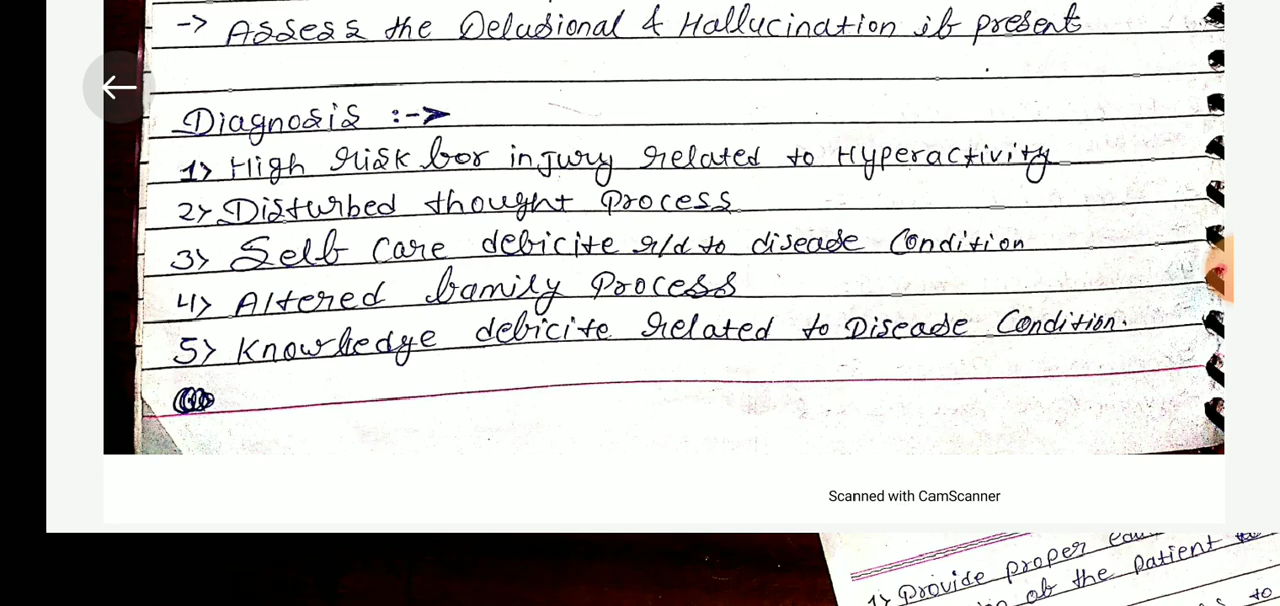 -> Assess the Delusional & Hallucination if present
Diagnosis :->
1> High risk for injury related to Hyperactivity
2> Disturbed thought Process
3> Self care deficite r/d to disease Condition
4> Altered family Process
5> Knowledge deficite related to Disease Condition.
Scanned with CamScanner
1> Provide proper
of the patient
to